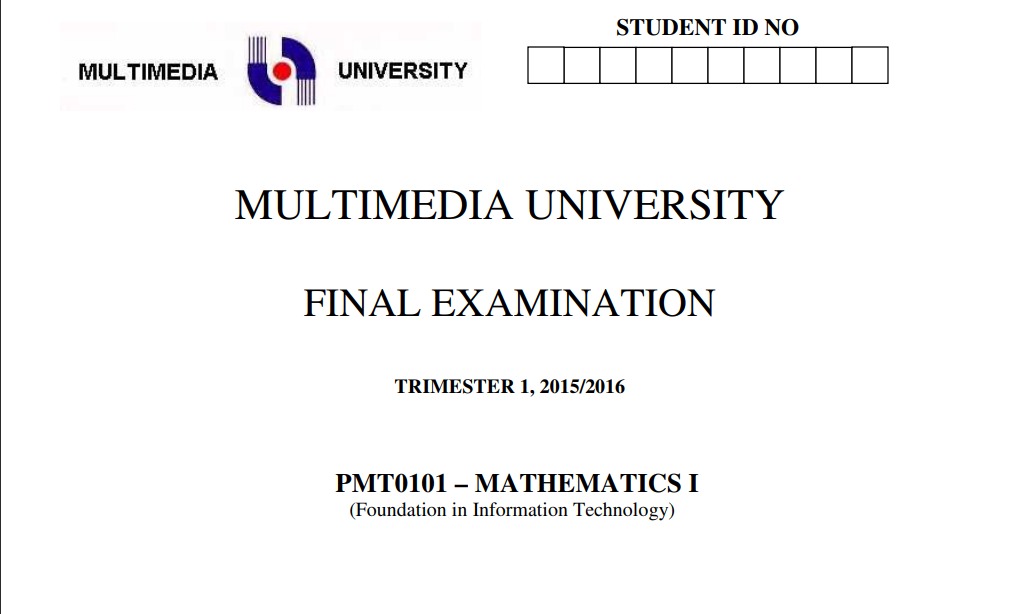 STUDENT ID NO
MULTIMEDIA UNIVERSITY
MULTIMEDIA UNIVERSITY
FINAL EXAMINATION
TRIMESTER 1, 2015/2016
PMT0101 – MATHEMATICS I
(Foundation in Information Technology)